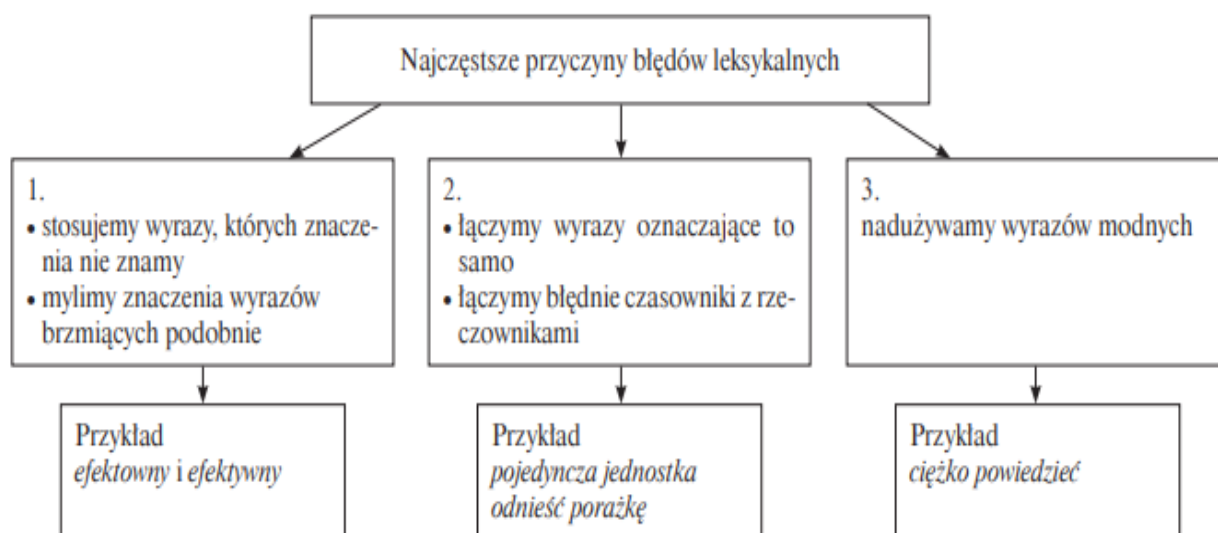 Najczęstsze przyczyny błędów leksykalnych
1.
• stosujemy wyrazy, których znacze-
nia nie znamy
• mylimy znaczenia wyrazów
brzmiących podobnie
2.
• łączymy wyrazy oznaczające to
samo
• łączymy błędnie czasowniki z rze-
czownikami
3.
nadużywamy wyrazów modnych
Przykład
efektowny i efektywny
Przykład
pojedyncza jednostka
odnieść porażkę
Przykład
ciężko powiedzieć